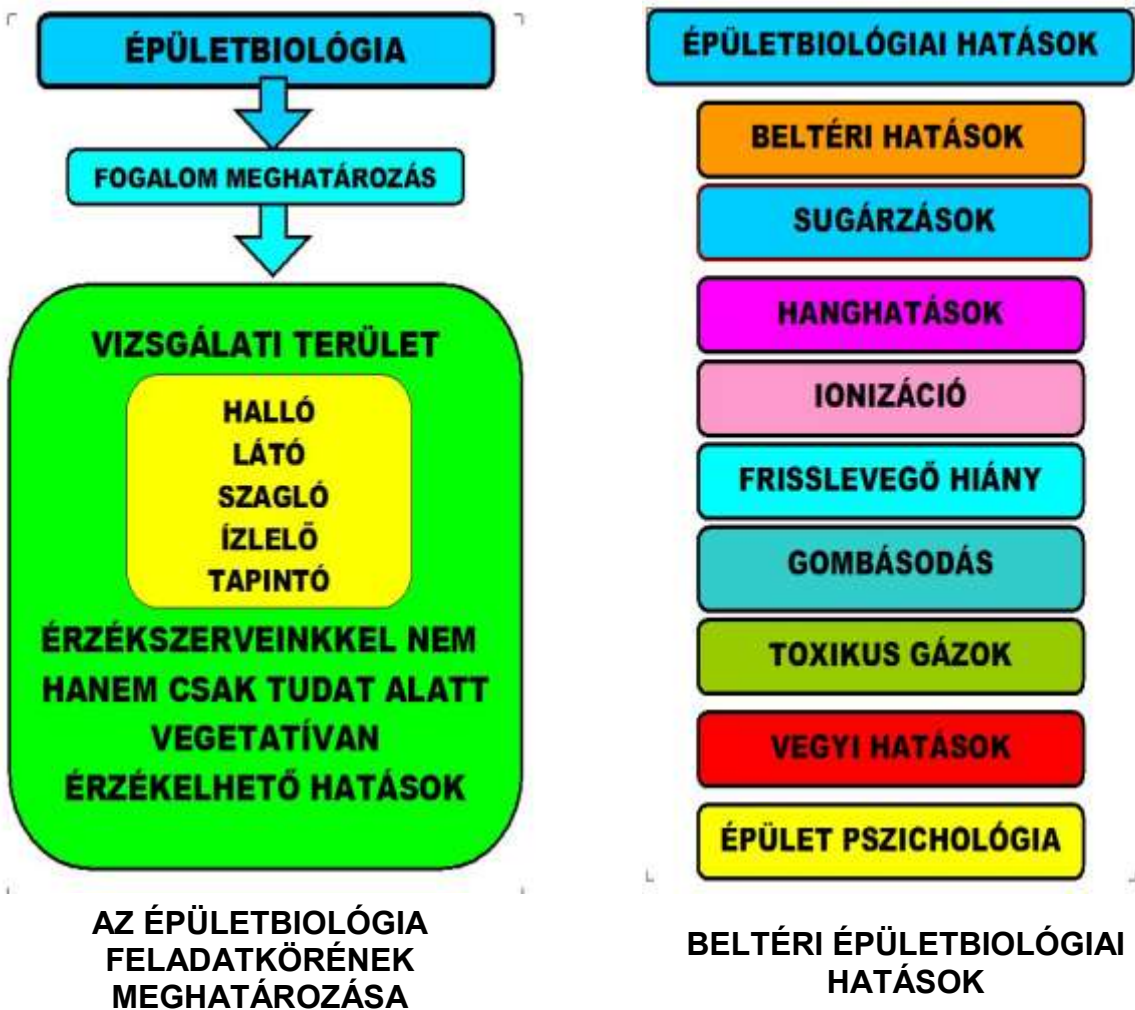 ÉPÜLETBIOLÓGIA
FOGALOM MEGHATÁROZÁS
VIZSGÁLATI TERÜLET
HALLÓ
LÁTÓ
SZAGLÓ
ÍZLELŐ
TAPINTÓ
ÉRZÉKSZERVEINKKEL NEM
HANEM CSAK TUDAT ALATT
VEGETATÍVAN
ÉRZÉKELHETŐ HATÁSOK
AZ ÉPÜLETBIOLÓGIA
FELADATKÖRÉNEK
MEGHATÁROZÁSA
ÉPÜLETBIOLÓGIAI HATÁSOK
BELTÉRI HATÁSOK
SUGÁRZÁSOK
HANGHATÁSOK
IONIZÁCIÓ
FRISSLEVEGŐ HIÁNY
GOMBÁSODÁS
TOXIKUS GÁZOK
VEGYI HATÁSOK
ÉPÜLET PSZICHOLÓGIA
BELTÉRI ÉPÜLETBIOLÓGIAI
HATÁSOK